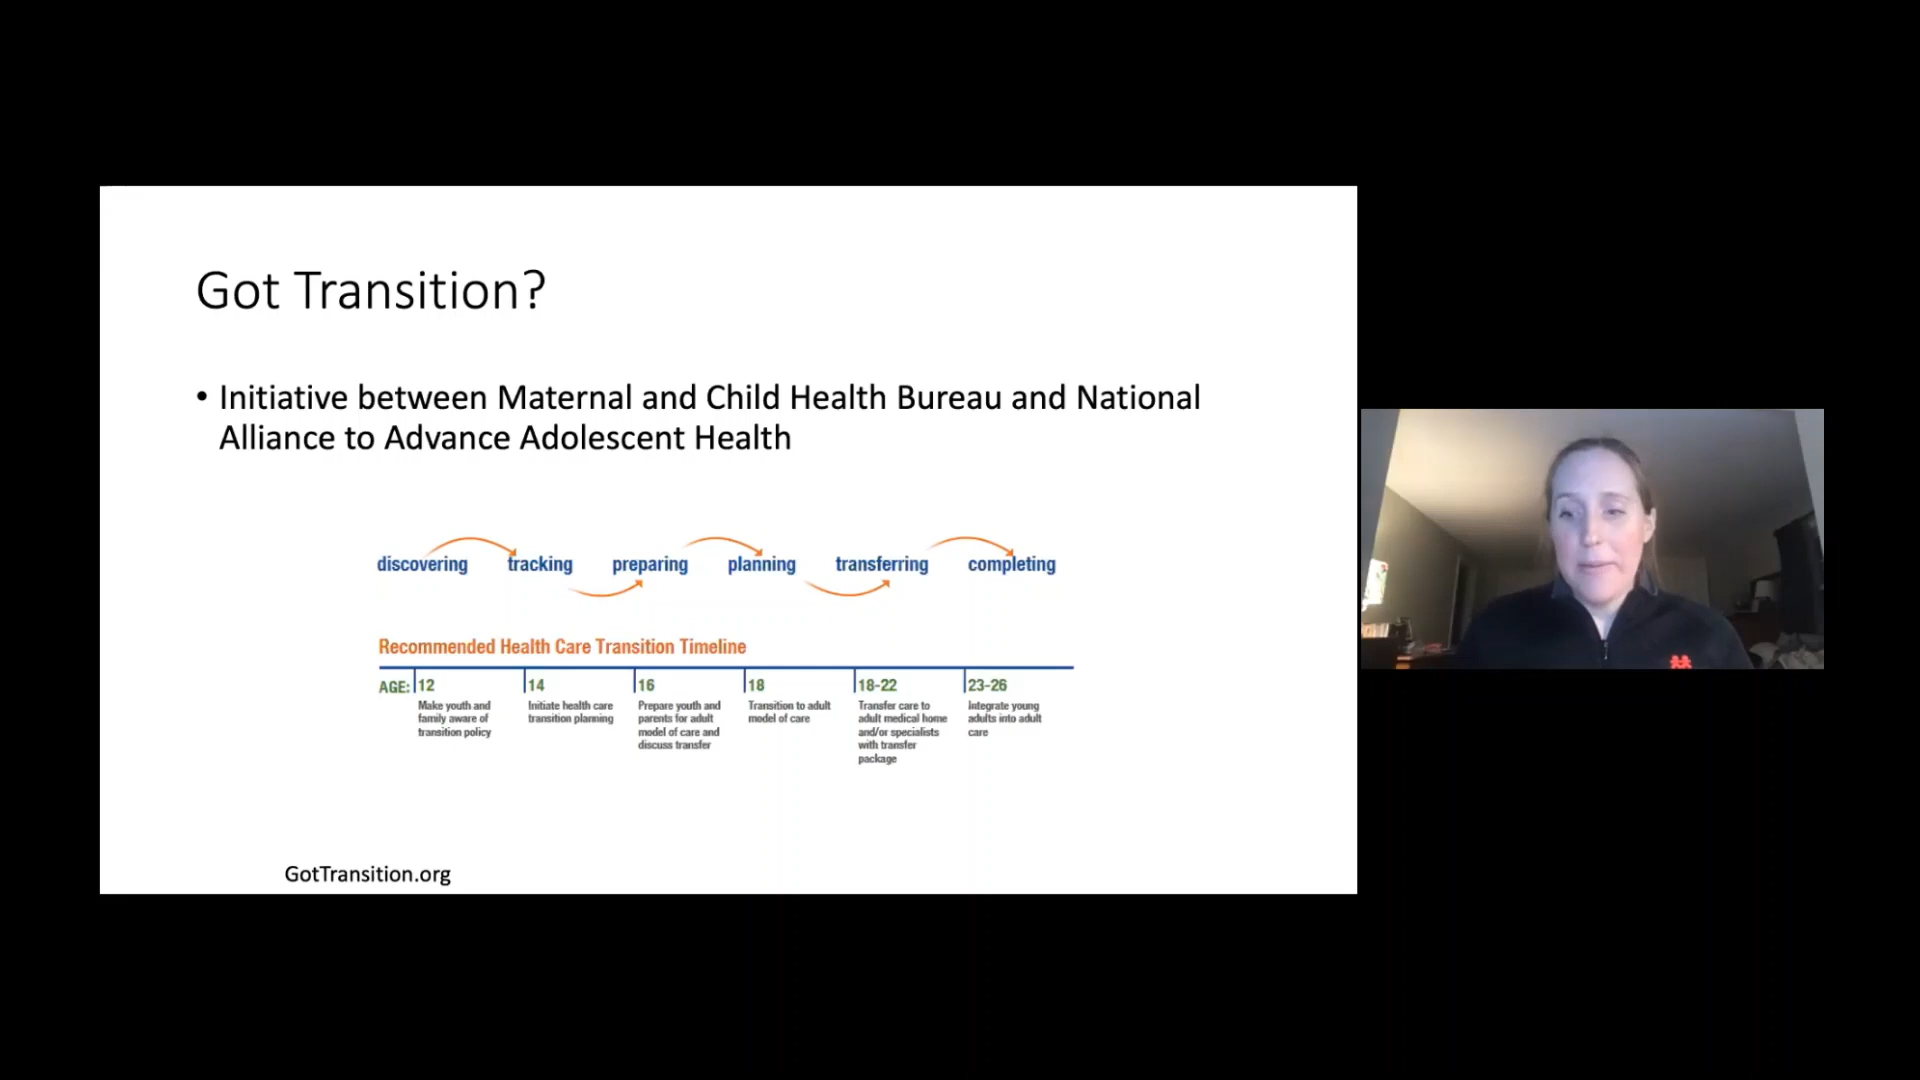 Got Transition?
• Initiative between Maternal and Child Health Bureau and National
Alliance to Advance Adolescent Health
discovering tracking preparing planning transferring completing
Recommended Health Care Transition Timeline
AGE: 12 14 16 18 18-22 23-26
Make youth and family aware of transition policy
Initiate health care transition planning
Prepare youth and parents for adult model of care and discuss transfer
Transition to adult model of care
Transfer care to adult medical home and/or specialists with transfer package
Integrate young adults into adult care
GotTransition.org